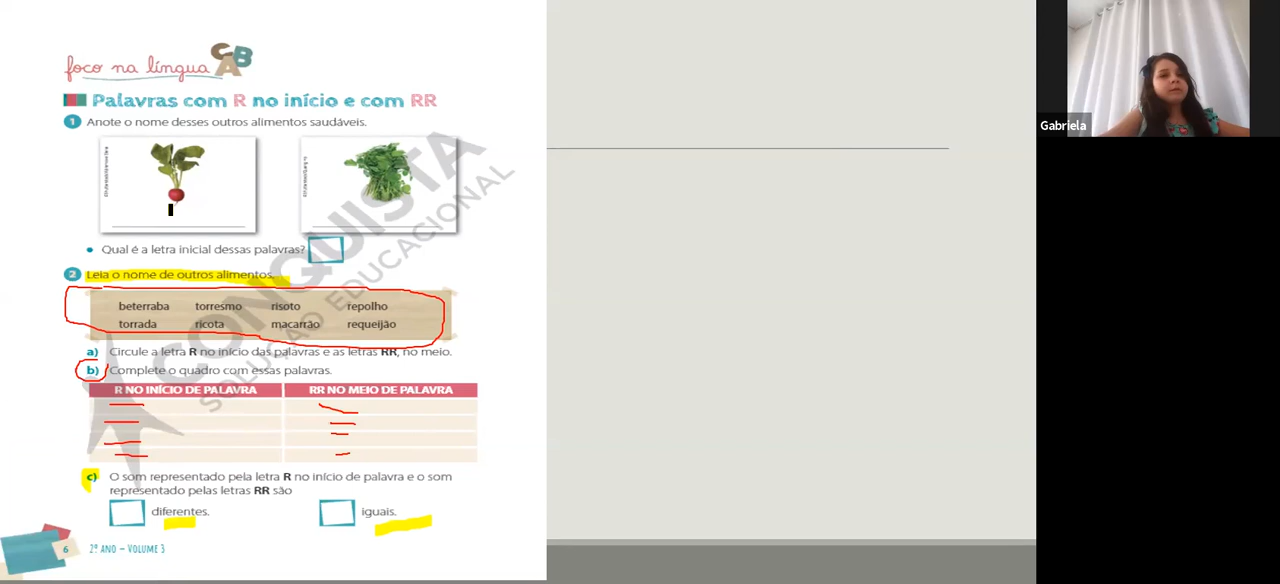 foco na língua
CAB
Palavras com R no início e com RR
1 Anote o nome desses outros alimentos saudáveis.
• Qual é a letra inicial dessas palavras?
2 Leia o nome de outros alimentos.
beterraba torresmo risoto repolho
torrada ricota macarrão requeijão
a) Circule a letra R no início das palavras e as letras RR, no meio.
b) Complete o quadro com essas palavras.
R NO INÍCIO DE PALAVRA RR NO MEIO DE PALAVRA
c) O som representado pela letra R no início de palavra e o som
representado pelas letras RR são
diferentes. iguais.
6 2º. ANO – VOLUME 3
CONQUISTA
SOLUÇÃO EDUCACIONAL
Gabriela